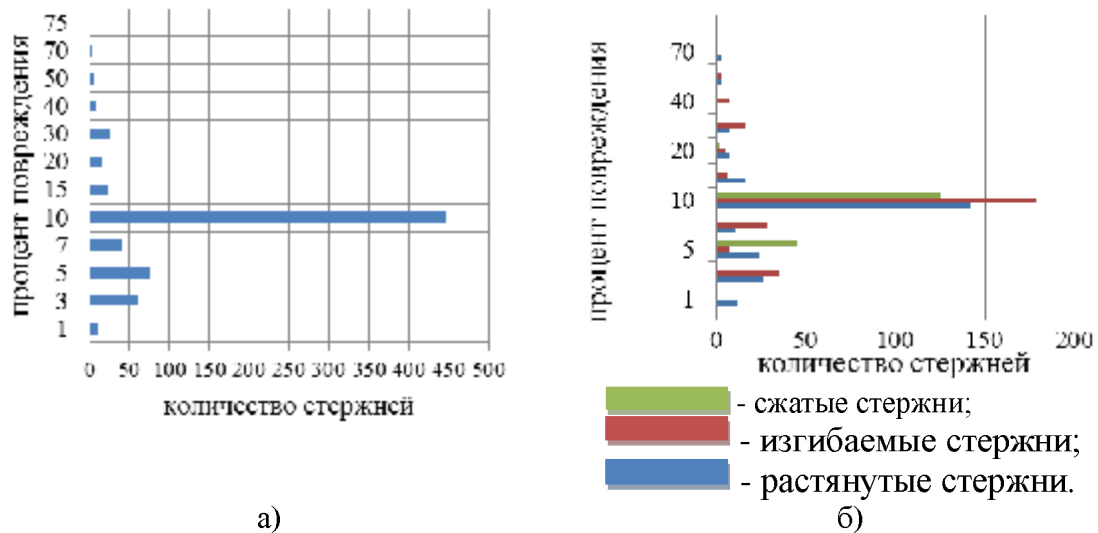 процент повреждения
75
70
50
40
30
20
15
10
7
5
3
1
0 50 100 150 200 250 300 350 400 450 500
количество стержней
а)
процент повреждения
70
40
20
10
5
1
0 50 100 150 200
количество стержней
- сжатые стержни;
- изгибаемые стержни;
- растянутые стержни.
б)